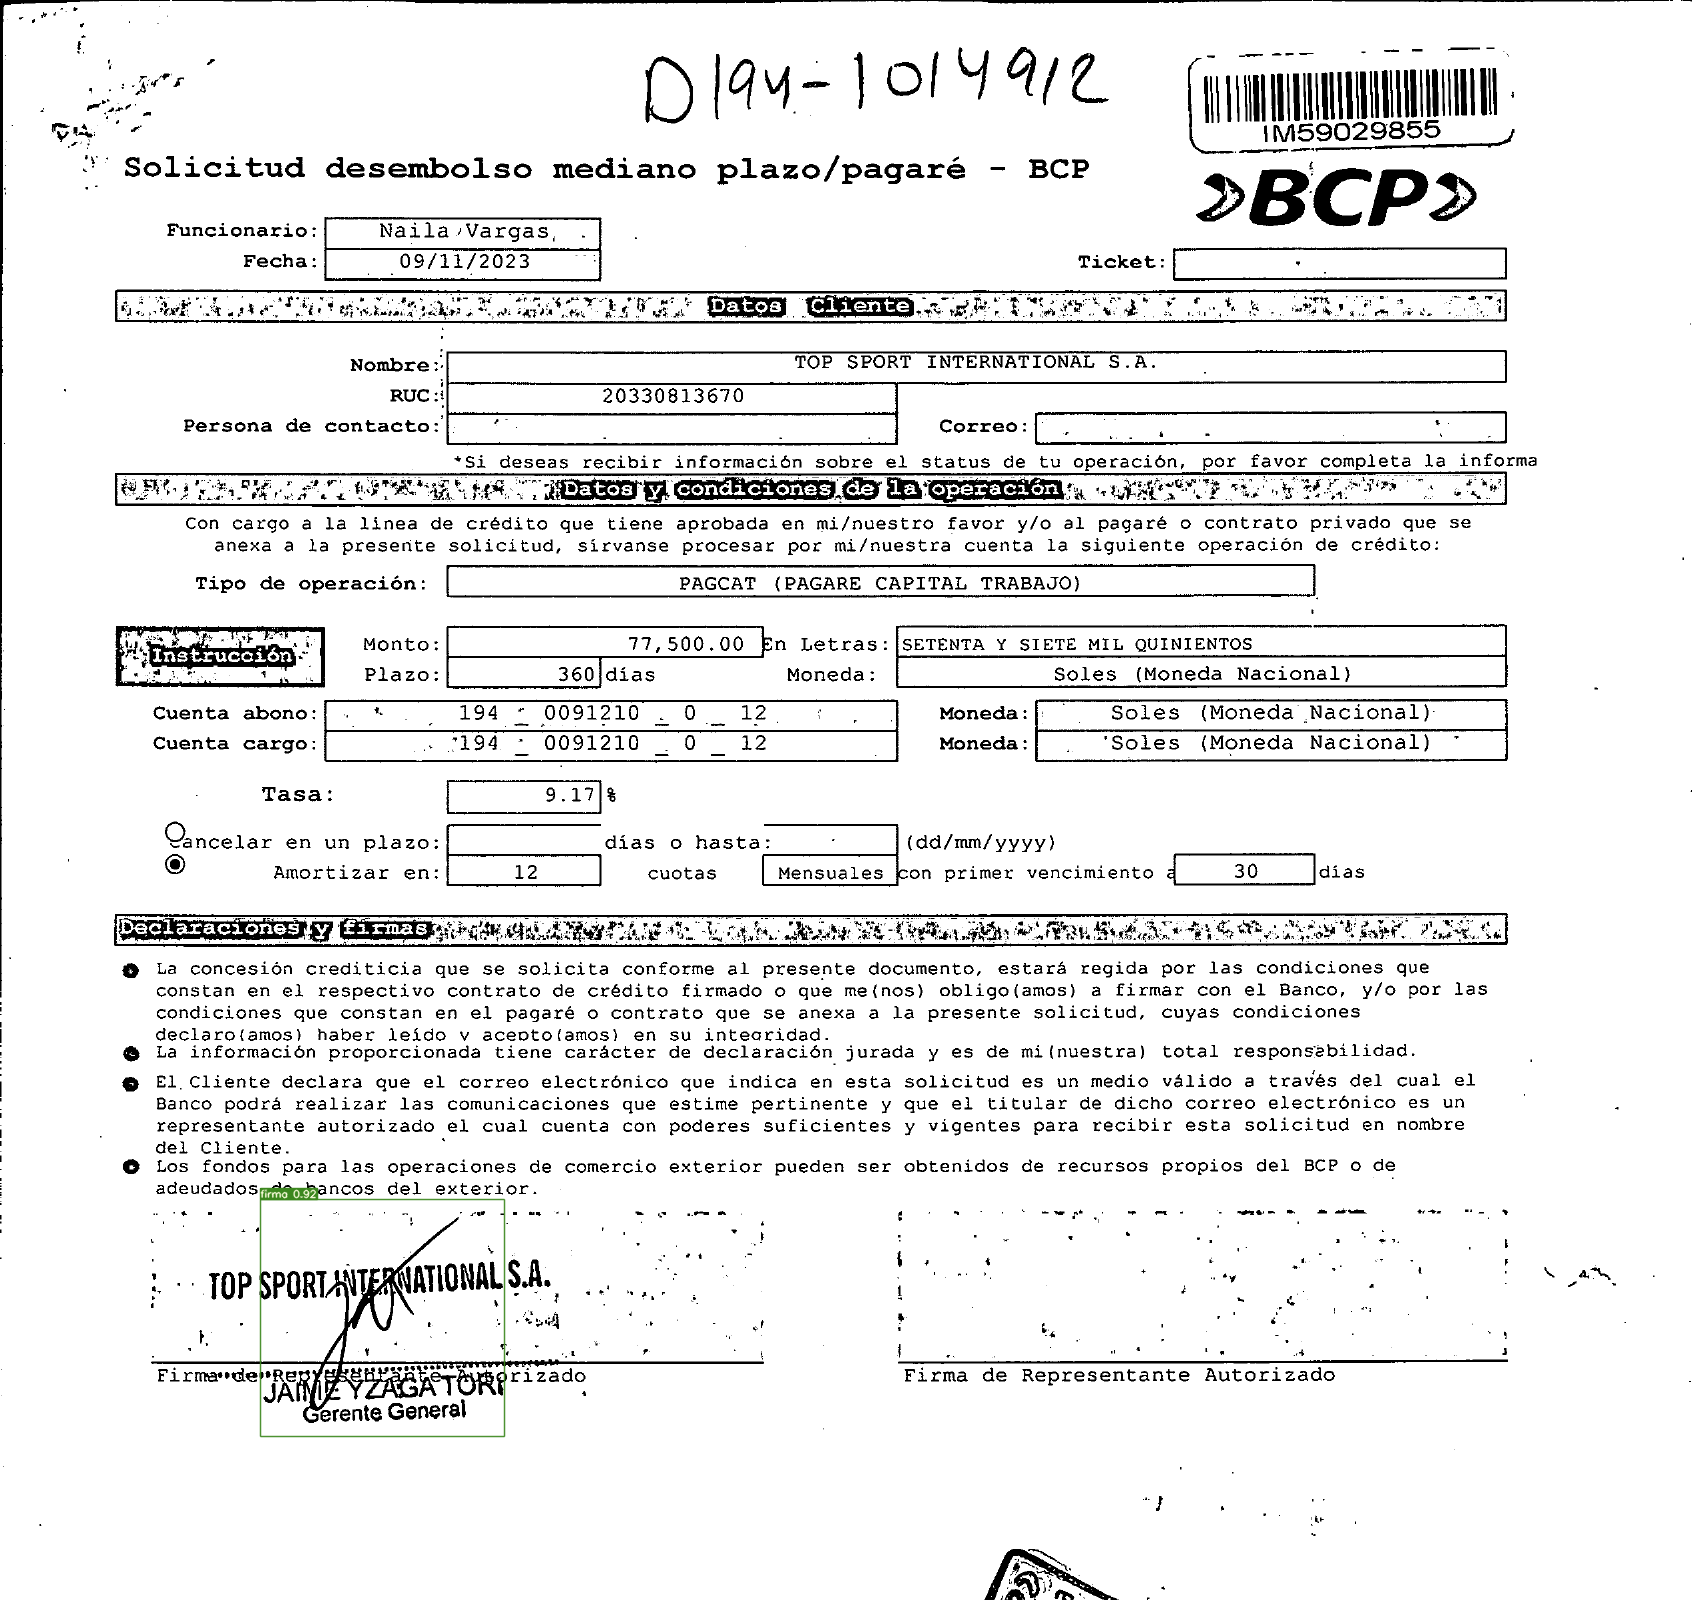 D194-1014912
IM59029855
Solicitud desembolso mediano plazo/pagaré - BCP
BCP
Funcionario: Naila Vargas
Fecha: 09/11/2023
Ticket:
Datos Cliente
Nombre: TOP SPORT INTERNATIONAL S.A.
RUC: 20330813670
Persona de contacto: Correo:
*Si deseas recibir información sobre el status de tu operación, por favor completa la informa
Datos y condiciones de la operación
Con cargo a la linea de crédito que tiene aprobada en mi/nuestro favor y/o al pagaré o contrato privado que se
anexa a la presente solicitud, sírvanse procesar por mi/nuestra cuenta la siguiente operación de crédito:
Tipo de operación: PAGCAT (PAGARE CAPITAL TRABAJO)
Instrucción
Monto: 77,500.00 En Letras: SETENTA Y SIETE MIL QUINIENTOS
Plazo: 360 días Moneda: Soles (Moneda Nacional)
Cuenta abono: 194 - 0091210 - 0 - 12 Moneda: Soles (Moneda Nacional)
Cuenta cargo: 194 - 0091210 - 0 - 12 Moneda: Soles (Moneda Nacional)
Tasa: 9.17 %
Cancelar en un plazo: días o hasta: (dd/mm/yyyy)
Amortizar en: 12 cuotas Mensuales con primer vencimiento a 30 días
Declaraciones y firmas
La concesión crediticia que se solicita conforme al presente documento, estará regida por las condiciones que
constan en el respectivo contrato de crédito firmado o que me(nos) obligo(amos) a firmar con el Banco, y/o por las
condiciones que constan en el pagaré o contrato que se anexa a la presente solicitud, cuyas condiciones
declaro(amos) haber leído y acepto(amos) en su integridad.
La información proporcionada tiene carácter de declaración jurada y es de mi(nuestra) total responsabilidad.
El Cliente declara que el correo electrónico que indica en esta solicitud es un medio válido a través del cual el
Banco podrá realizar las comunicaciones que estime pertinente y que el titular de dicho correo electrónico es un
representante autorizado el cual cuenta con poderes suficientes y vigentes para recibir esta solicitud en nombre
del Cliente.
Los fondos para las operaciones de comercio exterior pueden ser obtenidos de recursos propios del BCP o de
adeudados de bancos del exterior.
firma 0.92
TOP SPORT INTERNATIONAL S.A.
Firma de Representante Autorizado
JAIME YZAGA TORI
Gerente General
Firma de Representante Autorizado